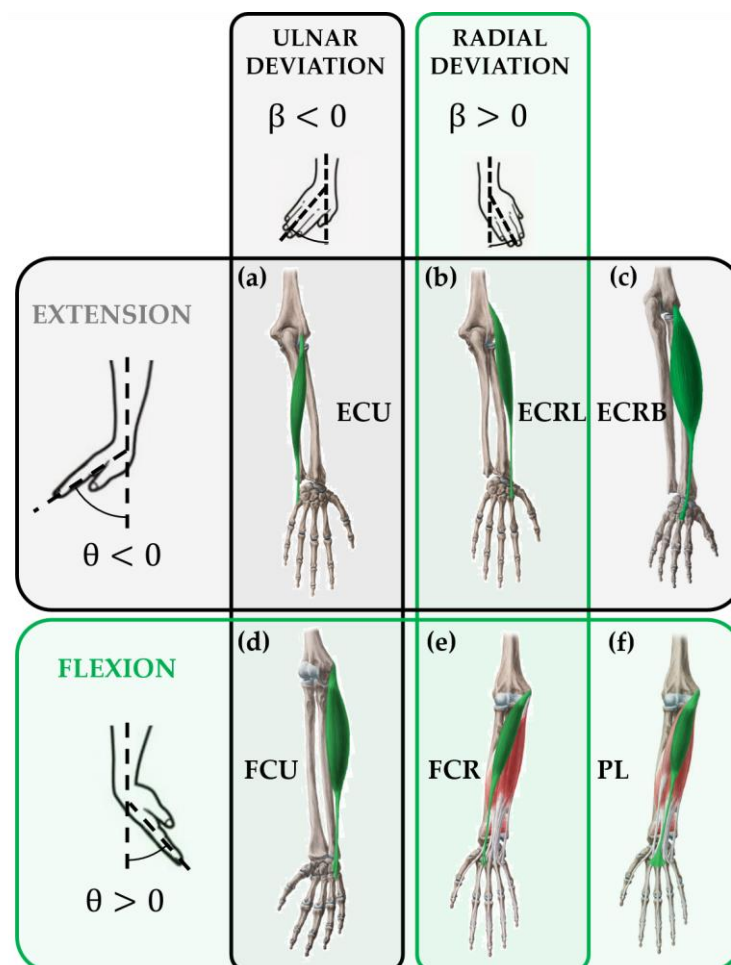 ULNAR
DEVIATION
β < 0
RADIAL
DEVIATION
β > 0
EXTENSION
θ < 0
(a)
ECU
(b)
ECRL
(c)
ECRB
FLEXION
θ > 0
(d)
FCU
(e)
FCR
(f)
PL